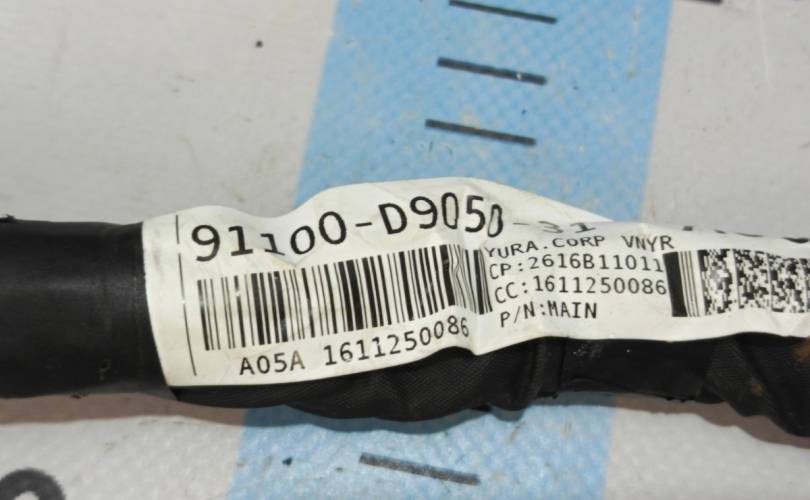 91100-D9050-31
YURA.CORP VNYR
CP:2616B11011
CC:1611250086
P/N:MAIN
A05A 1611250086